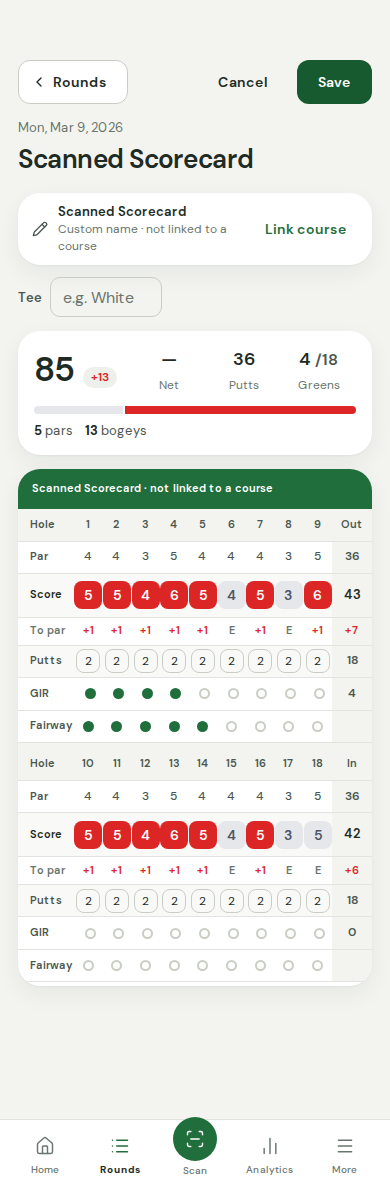 Rounds
Cancel
Save
Mon, Mar 9, 2026
Scanned Scorecard
Scanned Scorecard
Custom name · not linked to a
course
Link course
Tee
e.g. White
85 +13
—
Net
36
Putts
4 /18
Greens
5 pars 13 bogeys
Scanned Scorecard · not linked to a course
Hole 1 2 3 4 5 6 7 8 9 Out
Par 4 4 3 5 4 4 4 3 5 36
Score 5 5 4 6 5 4 5 3 6 43
To par +1 +1 +1 +1 +1 E +1 E +1 +7
Putts 2 2 2 2 2 2 2 2 2 18
GIR 4
Fairway
Hole 10 11 12 13 14 15 16 17 18 In
Par 4 4 3 5 4 4 4 3 5 36
Score 5 5 4 6 5 4 5 3 5 42
To par +1 +1 +1 +1 +1 E +1 E E +6
Putts 2 2 2 2 2 2 2 2 2 18
GIR 0
Fairway
Home
Rounds
Scan
Analytics
More